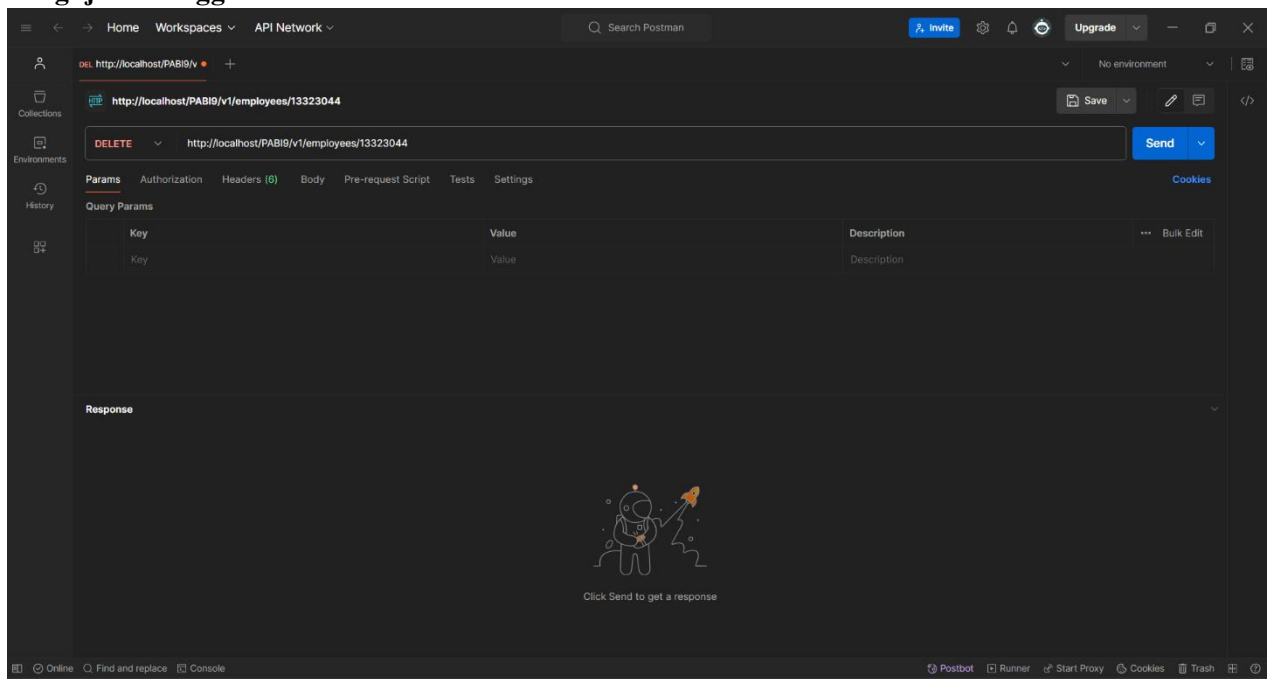 Home Workspaces API Network Search Postman Invite Upgrade
DEL http://localhost/PABI9/v No environment
HTTP http://localhost/PABI9/v1/employees/13323044 Save
Collections
DELETE http://localhost/PABI9/v1/employees/13323044 Send
Environments
Params Authorization Headers (6) Body Pre-request Script Tests Settings Cookies
History
Query Params
Key Value Description Bulk Edit
Key Value Description
Response
Click Send to get a response
Online Find and replace Console Postbot Runner Start Proxy Cookies Trash